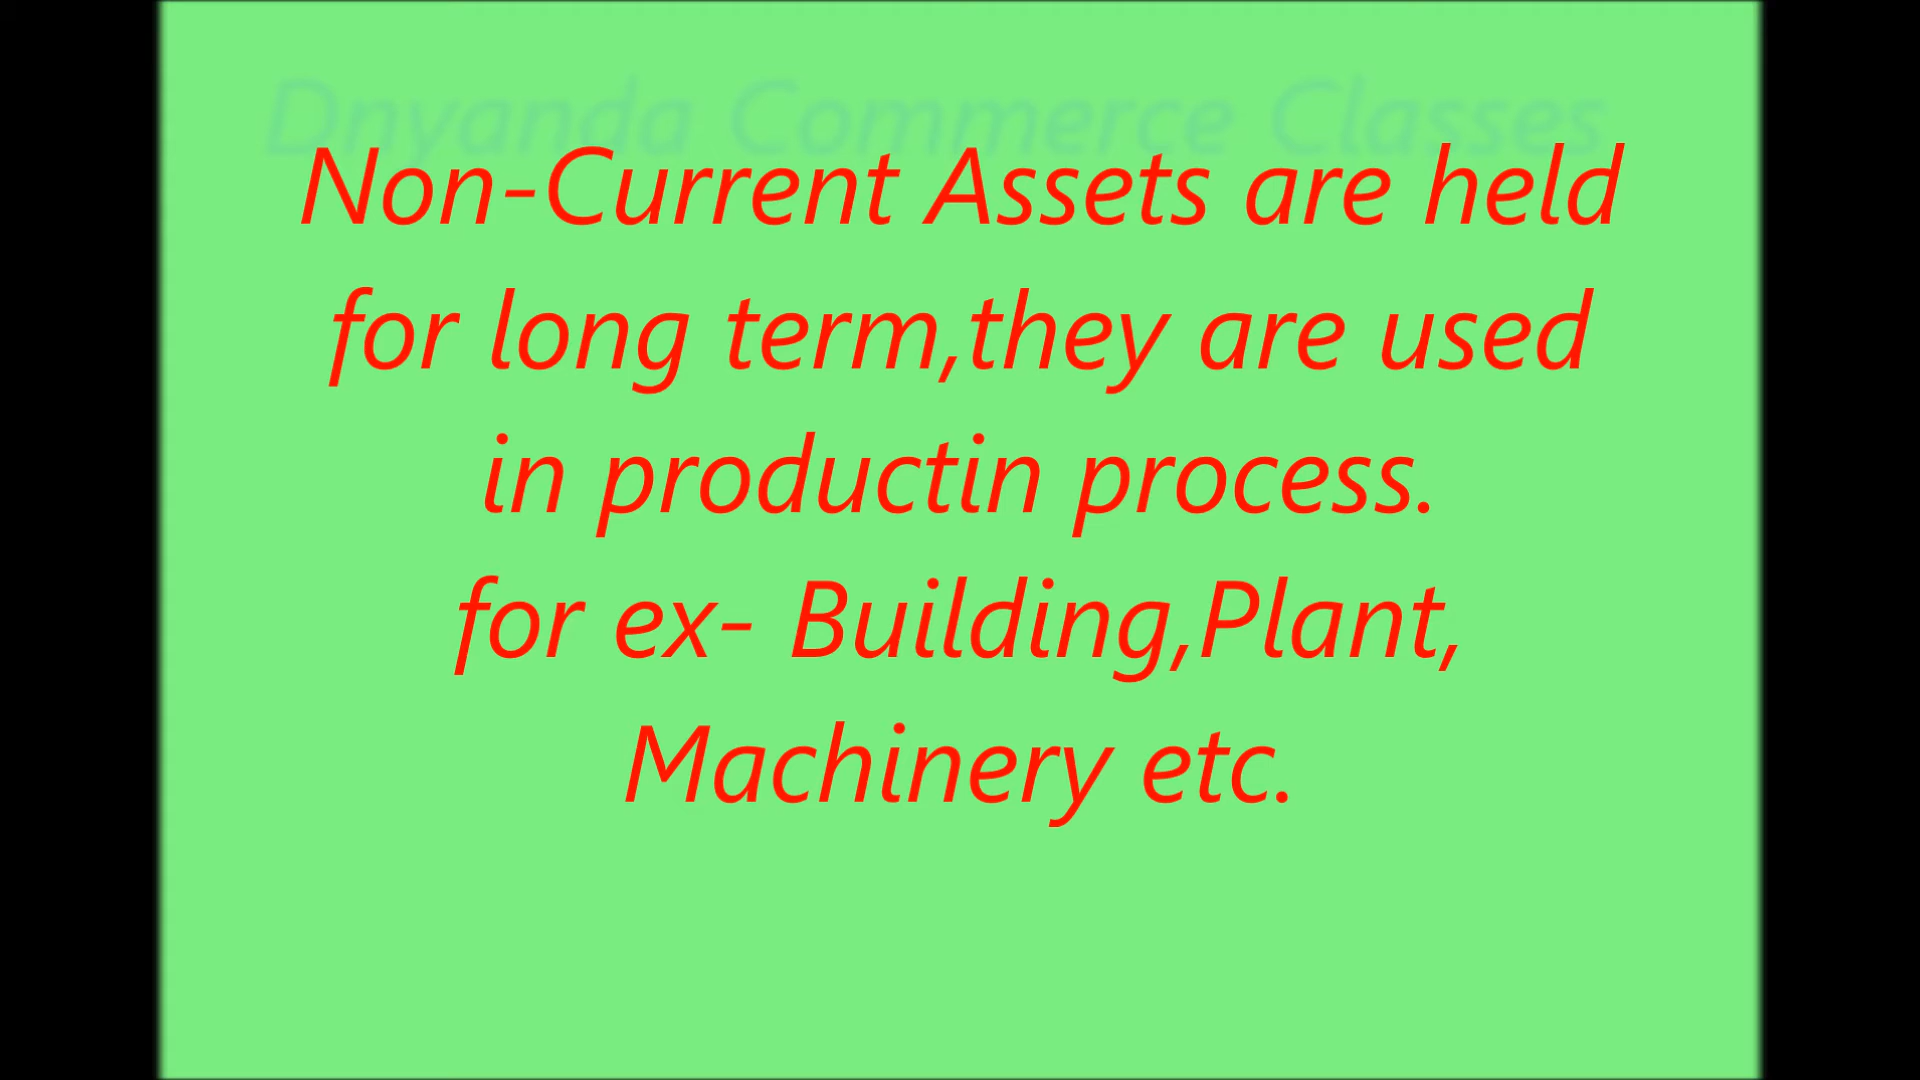 Dnyanda Commerce Classes
Non-Current Assets are held
for long term,they are used
in productin process.
for ex- Building,Plant,
Machinery etc.